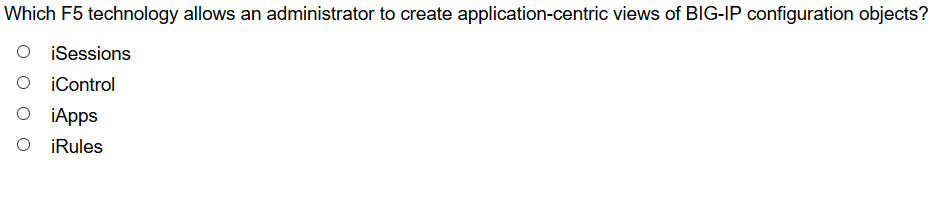 Which F5 technology allows an administrator to create application-centric views of BIG-IP configuration objects?
iSessions
iControl
iApps
iRules